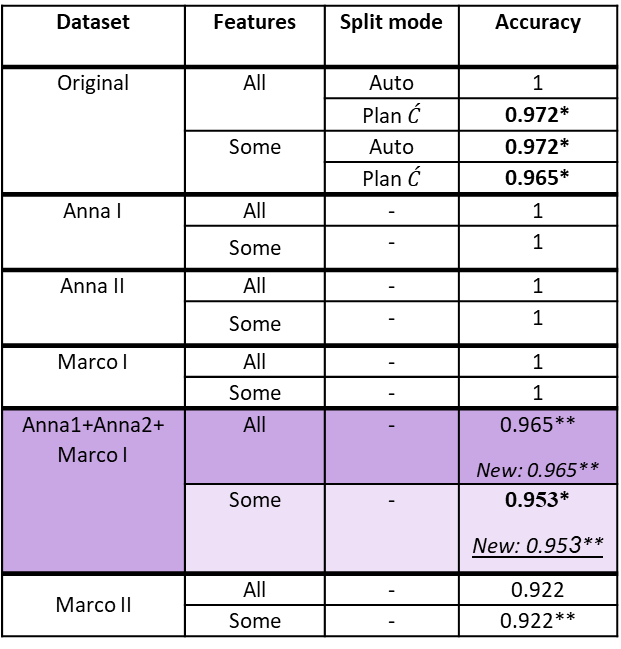 Dataset Features Split mode Accuracy
Original All Auto 1
Plan Ć 0.972*
Some Auto 0.972*
Plan Ć 0.965*
Anna I All - 1
Some - 1
Anna II All - 1
Some - 1
Marco I All - 1
Some - 1
Anna1+Anna2+ All - 0.965**
Marco I
New: 0.965**
Some - 0.953*
New: 0.953**
Marco II All - 0.922
Some - 0.922**